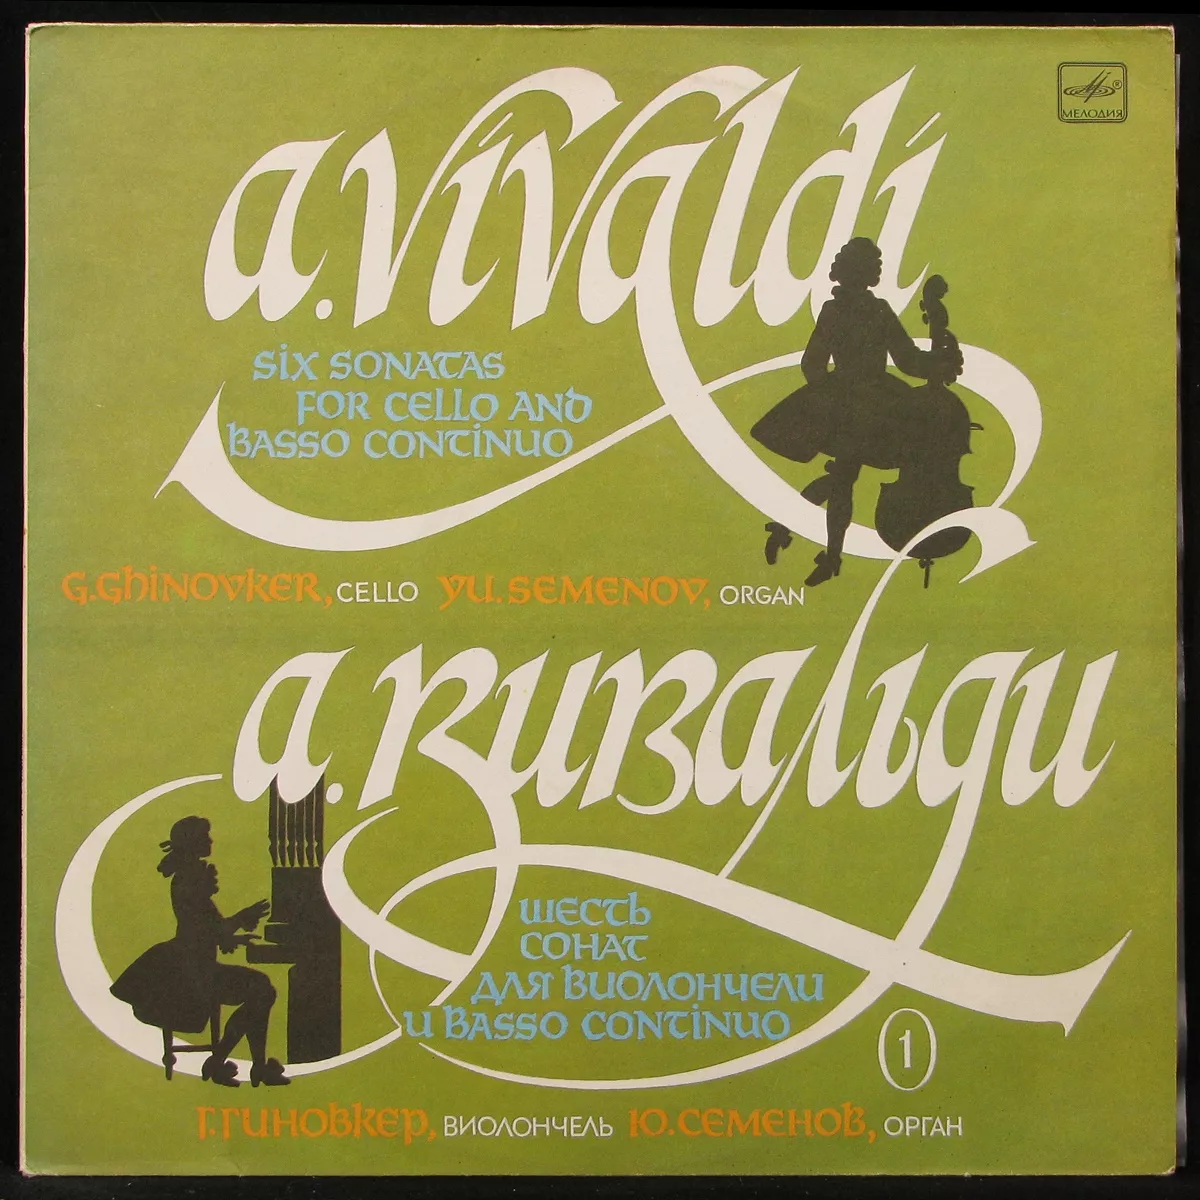 МЕЛОДИЯ
®
A. Vivaldi
SIX SONATAS
FOR CELLO AND
BASSO CONTINUO
G. GHINOVKER, CELLO YU. SEMENOV, ORGAN
А. Вивальди
ШЕСТЬ
СОНАТ
ДЛЯ ВИОЛОНЧЕЛИ
И BASSO CONTINUO
1
Г. ГИНОВКЕР, ВИОЛОНЧЕЛЬ Ю. СЕМЕНОВ, ОРГАН